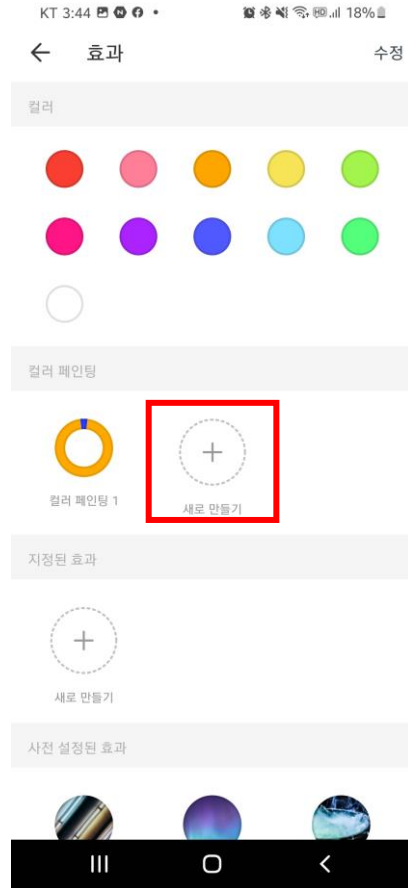 KT 3:44
18%
효과
수정
컬러
컬러 페인팅
컬러 페인팅 1
새로 만들기
지정된 효과
새로 만들기
사전 설정된 효과